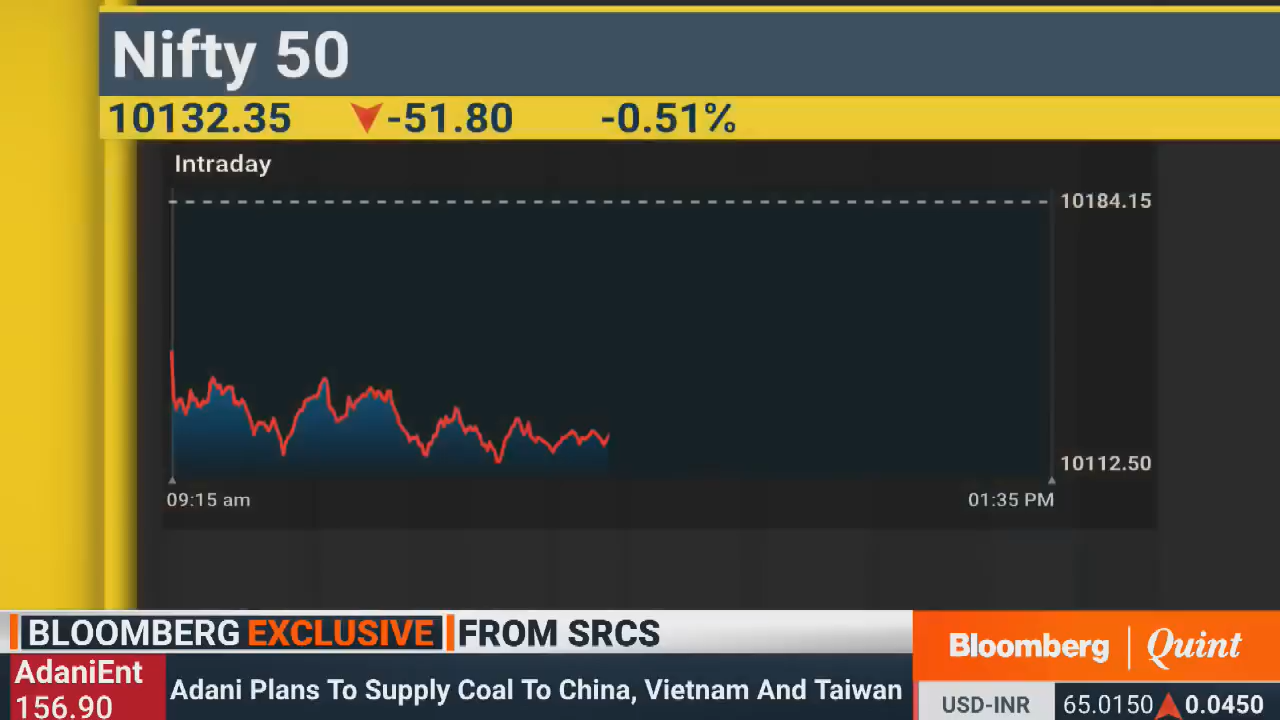 Nifty 50
10132.35 ▼ -51.80 -0.51%
Intraday
10184.15
10112.50
09:15 am 01:35 PM
BLOOMBERG EXCLUSIVE FROM SRCS
Bloomberg | Quint
AdaniEnt
156.90
Adani Plans To Supply Coal To China, Vietnam And Taiwan
USD-INR 65.0150 ▲ 0.0450